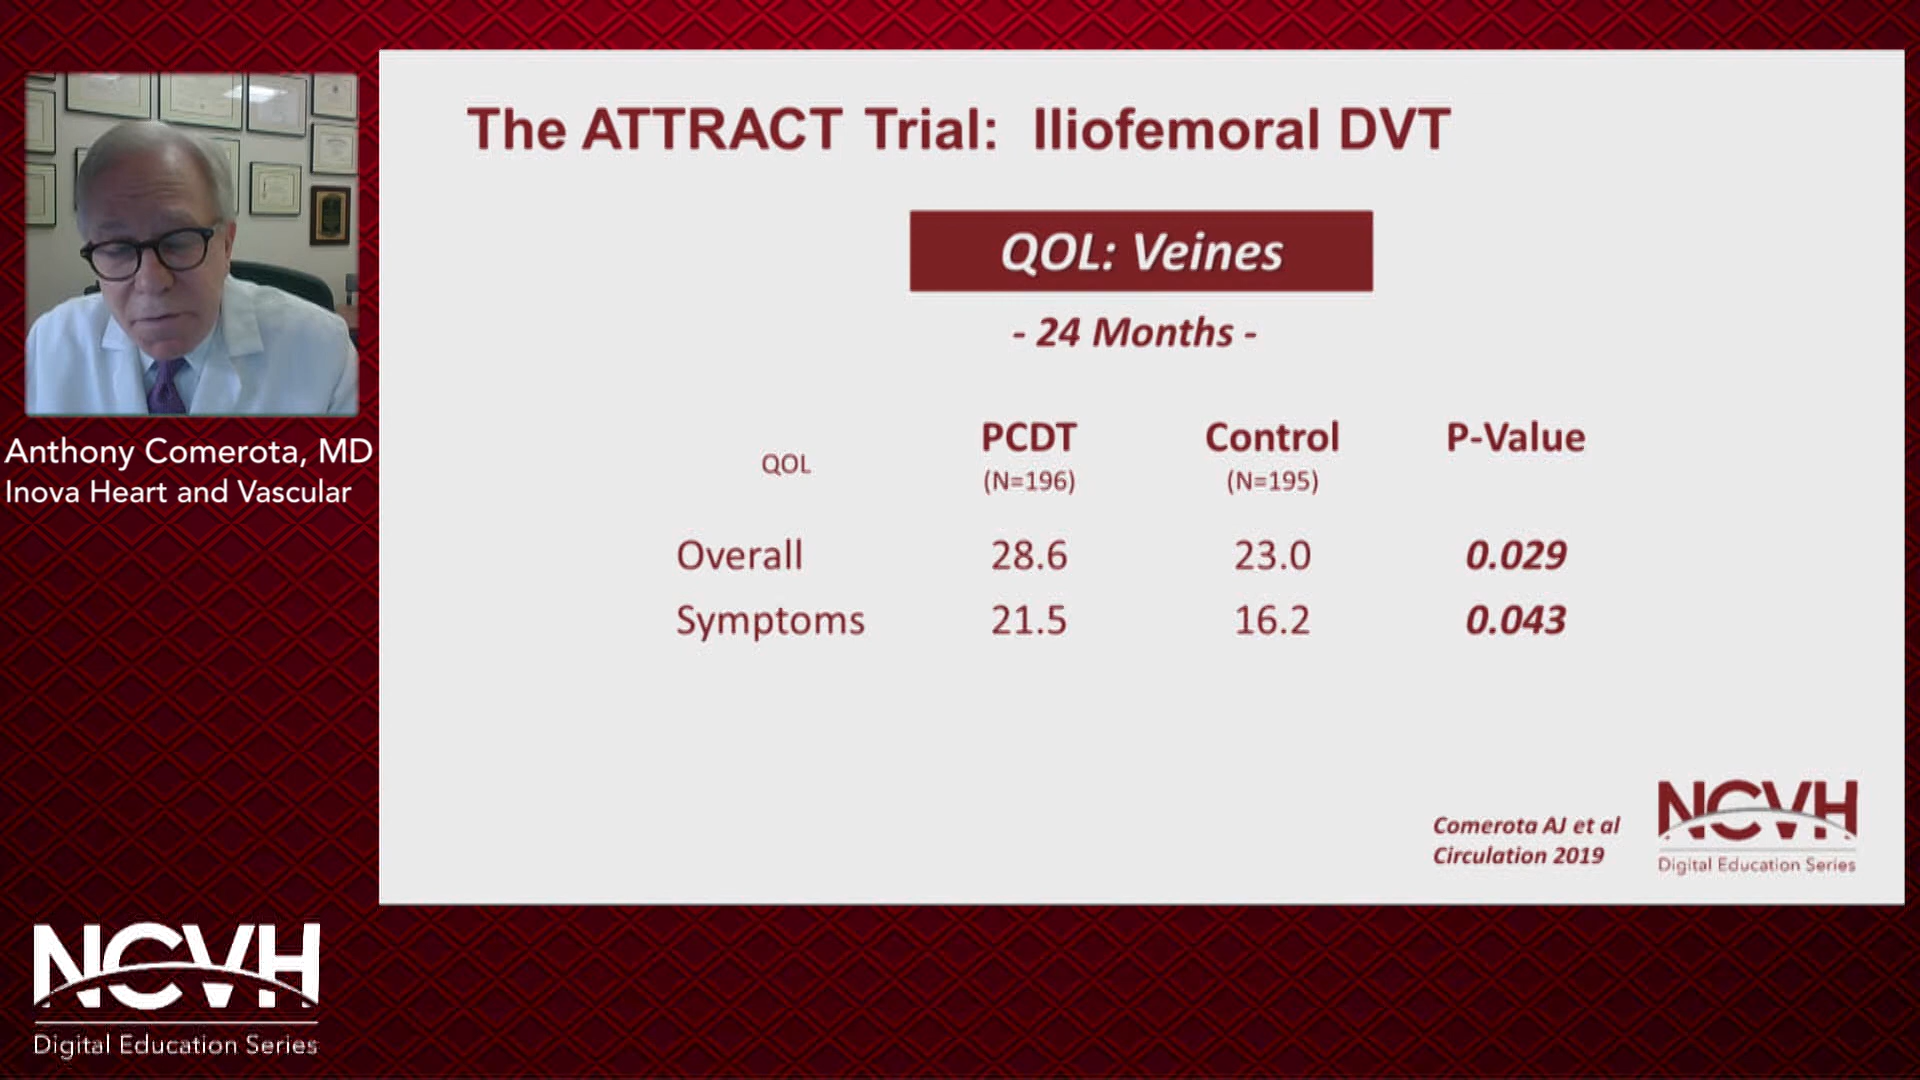 The ATTRACT Trial: Iliofemoral DVT
QOL: Veines
- 24 Months -
QOL PCDT Control P-Value
(N=196) (N=195)
Overall 28.6 23.0 0.029
Symptoms 21.5 16.2 0.043
Comerota AJ et al
Circulation 2019
NCVH
Digital Education Series
Anthony Comerota, MD
Inova Heart and Vascular
NCVH
Digital Education Series